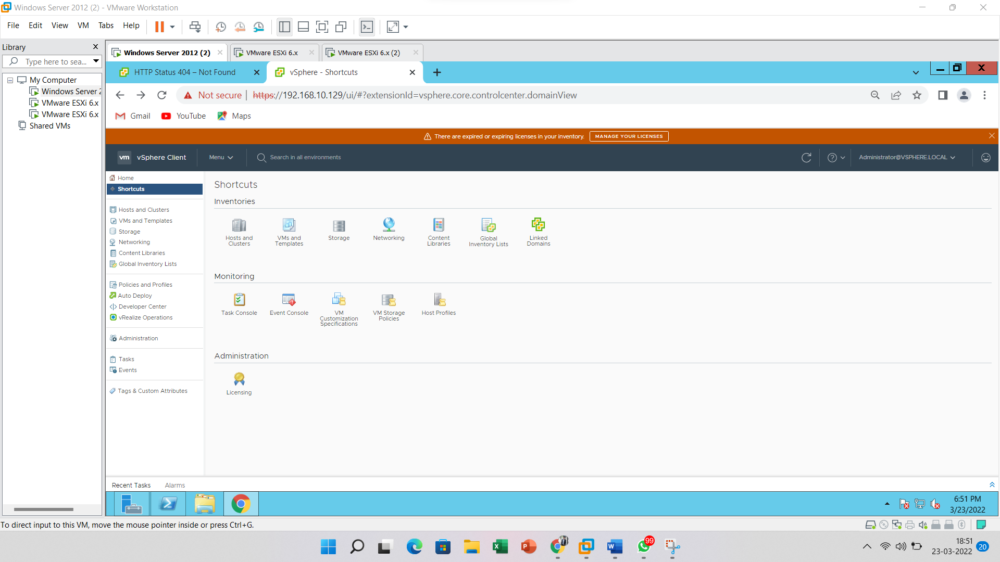 Windows Server 2012 (2) - VMware Workstation
File Edit View VM Tabs Help
Library
Type here to sea...
My Computer
Windows Server 2
VMware ESXi 6.x
VMware ESXi 6.x
Shared VMs
Windows Server 2012 (2)
VMware ESXi 6.x
VMware ESXi 6.x (2)
HTTP Status 404 – Not Found
vSphere - Shortcuts
Not secure | https://192.168.10.129/ui/#?extensionId=vsphere.core.controlcenter.domainView
Gmail YouTube Maps
There are expired or expiring licenses in your inventory. MANAGE YOUR LICENSES
vm vSphere Client Menu Search in all environments Administrator@VSPHERE.LOCAL
Home
Shortcuts
Hosts and Clusters
VMs and Templates
Storage
Networking
Content Libraries
Global Inventory Lists
Policies and Profiles
Auto Deploy
Developer Center
vRealize Operations
Administration
Tasks
Events
Tags & Custom Attributes
Shortcuts
Inventories
Hosts and
Clusters
VMs and
Templates
Storage
Networking
Content
Libraries
Global
Inventory Lists
Linked
Domains
Monitoring
Task Console
Event Console
VM
Customization
Specifications
VM Storage
Policies
Host Profiles
Administration
Licensing
Recent Tasks Alarms
6:51 PM
3/23/2022
To direct input to this VM, move the mouse pointer inside or press Ctrl+G.
99
18:51
23-03-2022
20